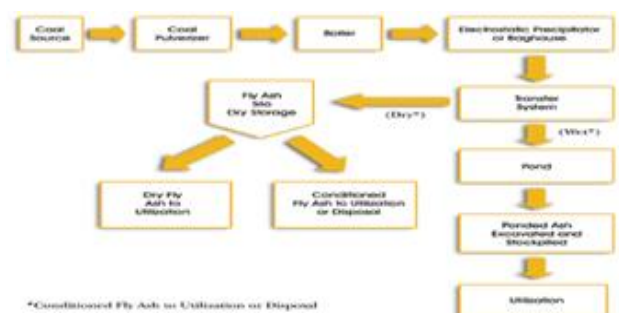 Coal
Source
Coal
Pulverizer
Boiler
Electrostatic Precipitator
or Baghouse
Fly Ash
Silo
Dry Storage
(Dry*)
Transfer
System
(Wet*)
Pond
Dry Fly
Ash to
Utilization
Conditioned
Fly Ash to Utilization
or Disposal
Ponded Ash
Excavated and
Stockpiled
Utilization
*Conditioned Fly Ash to Utilization or Disposal